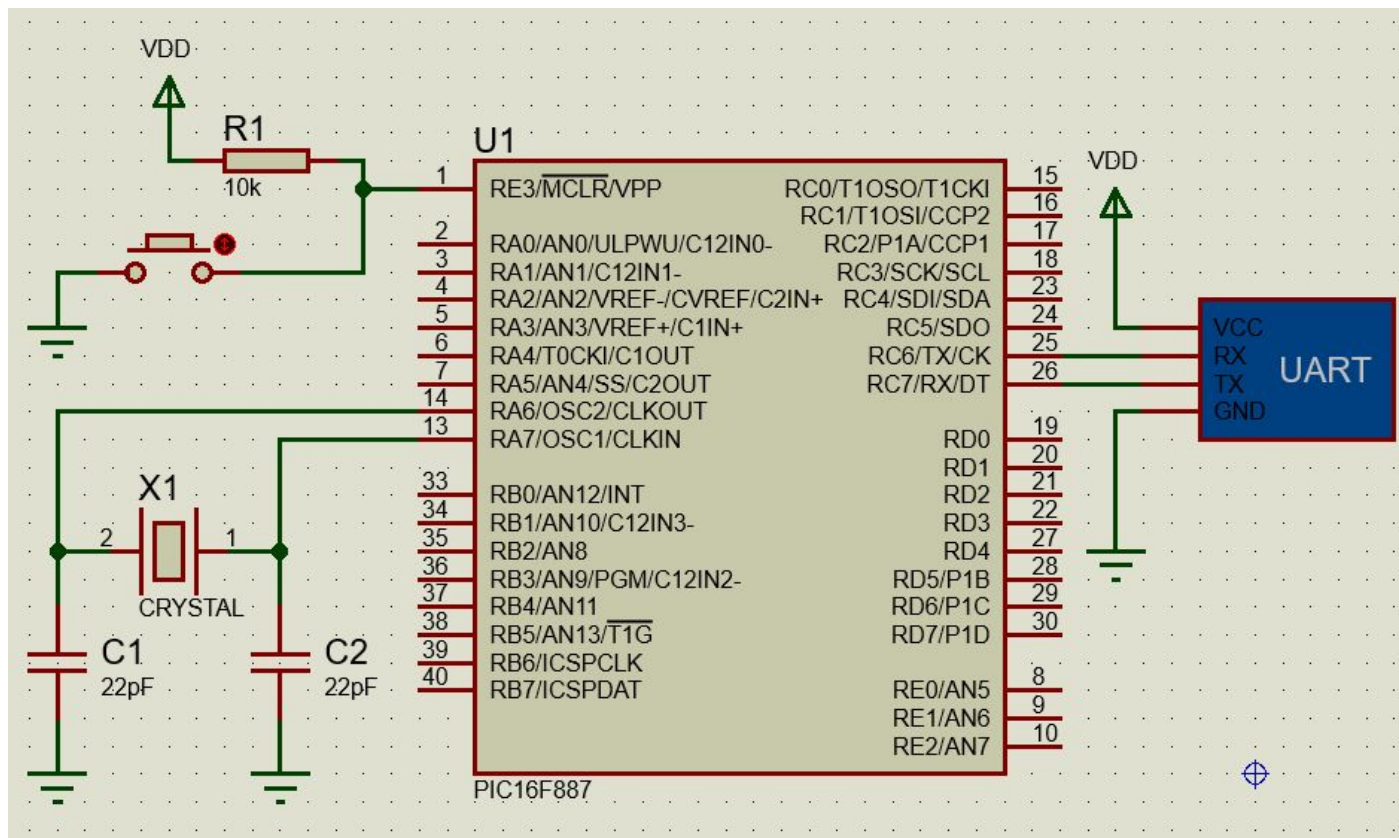 VDD
R1
10k
U1
VDD
1
RE3/MCLR/VPP
RC0/T1OSO/T1CKI
15
RC1/T1OSI/CCP2
16
2
RA0/AN0/ULPWU/C12IN0-
RC2/P1A/CCP1
17
3
RA1/AN1/C12IN1-
RC3/SCK/SCL
18
4
RA2/AN2/VREF-/CVREF/C2IN+
RC4/SDI/SDA
23
5
RA3/AN3/VREF+/C1IN+
RC5/SDO
24
6
RA4/T0CKI/C1OUT
RC6/TX/CK
25
7
RA5/AN4/SS/C2OUT
RC7/RX/DT
26
14
RA6/OSC2/CLKOUT
13
RA7/OSC1/CLKIN
RD0
19
RD1
20
33
RB0/AN12/INT
RD2
21
34
RB1/AN10/C12IN3-
RD3
22
35
RB2/AN8
RD4
27
36
RB3/AN9/PGM/C12IN2-
RD5/P1B
28
37
RB4/AN11
RD6/P1C
29
38
RB5/AN13/T1G
RD7/P1D
30
39
RB6/ICSPCLK
40
RB7/ICSPDAT
RE0/AN5
8
RE1/AN6
9
RE2/AN7
10
PIC16F887
VCC
RX
TX
GND
UART
X1
2
1
CRYSTAL
C1
22pF
C2
22pF